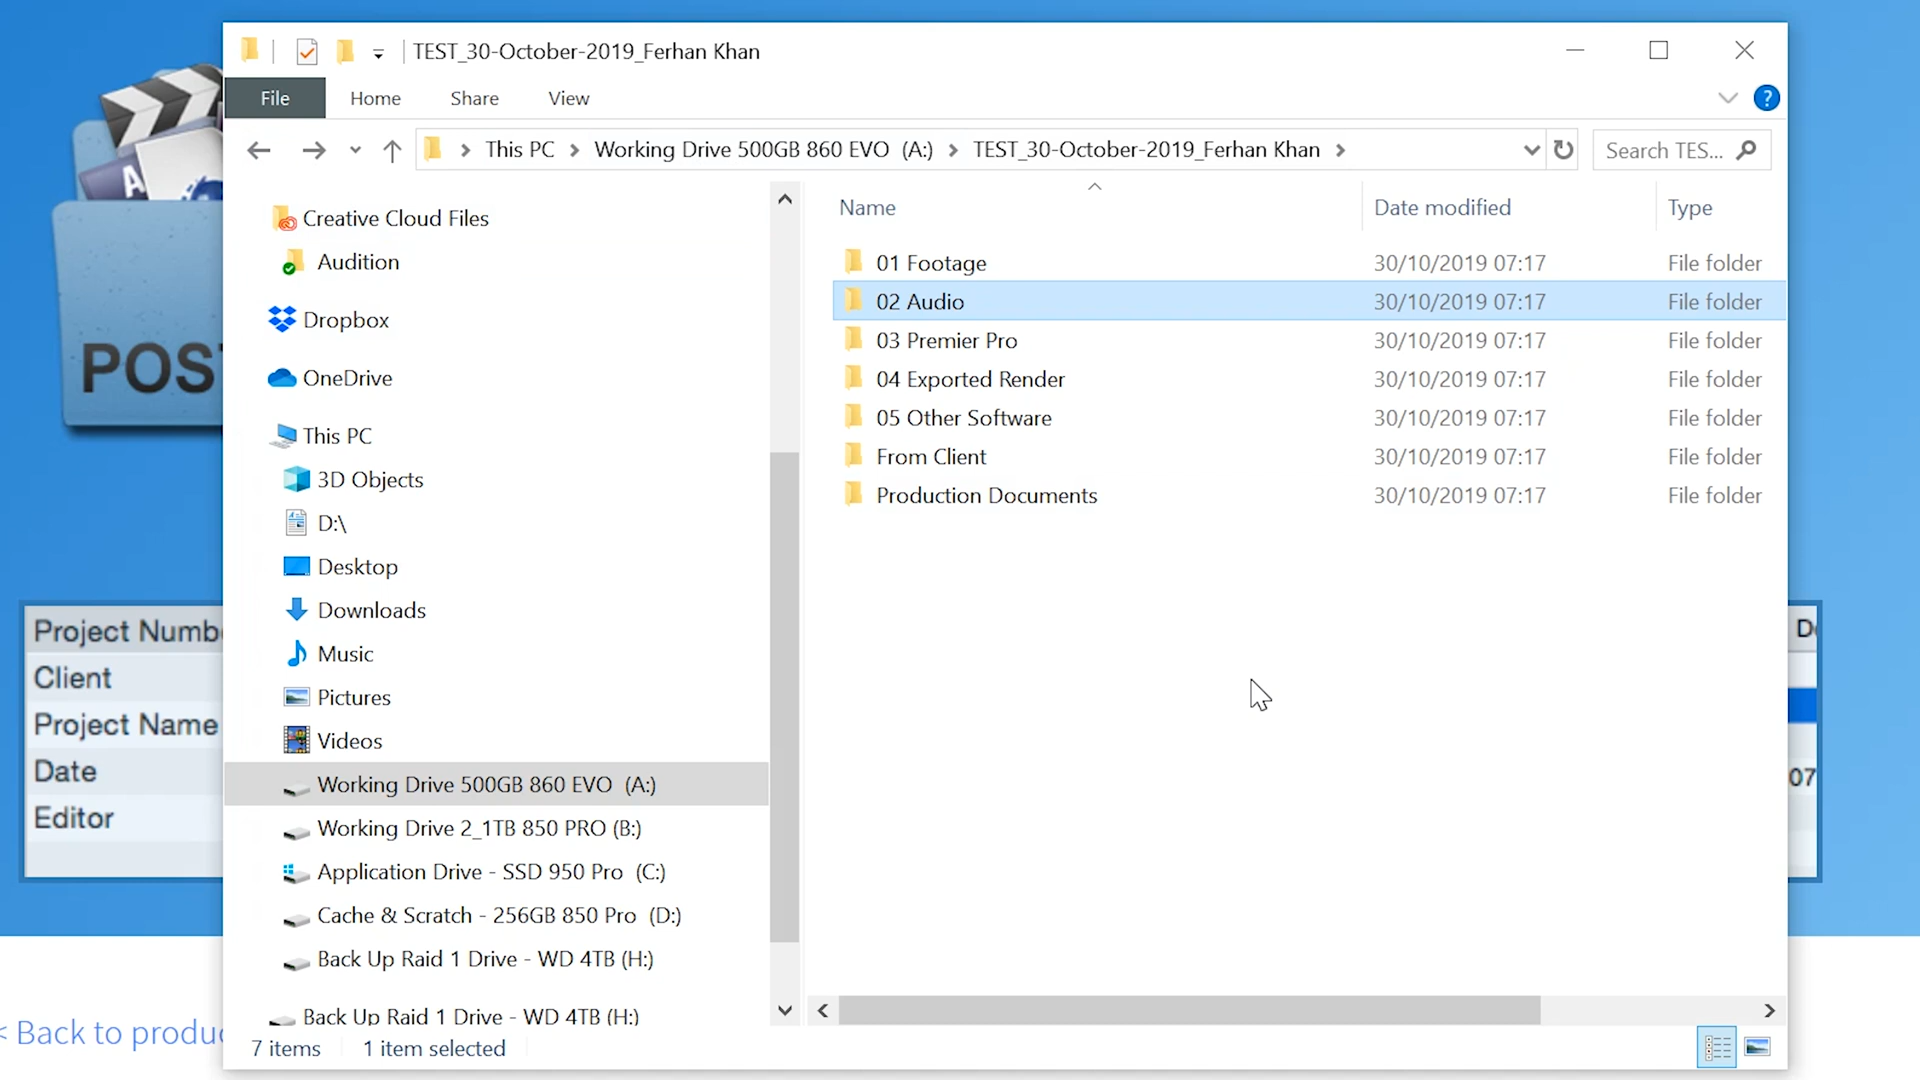 TEST_30-October-2019_Ferhan Khan
File Home Share View
?
This PC Working Drive 500GB 860 EVO (A:) TEST_30-October-2019_Ferhan Khan
Search TES...
Creative Cloud Files
Audition
Dropbox
OneDrive
This PC
3D Objects
D:\
Desktop
Downloads
Music
Pictures
Videos
Working Drive 500GB 860 EVO (A:)
Working Drive 2_1TB 850 PRO (B:)
Application Drive - SSD 950 Pro (C:)
Cache & Scratch - 256GB 850 Pro (D:)
Back Up Raid 1 Drive - WD 4TB (H:)
Back Up Raid 1 Drive - WD 4TB (H:)
Name Date modified Type
01 Footage 30/10/2019 07:17 File folder
02 Audio 30/10/2019 07:17 File folder
03 Premier Pro 30/10/2019 07:17 File folder
04 Exported Render 30/10/2019 07:17 File folder
05 Other Software 30/10/2019 07:17 File folder
From Client 30/10/2019 07:17 File folder
Production Documents 30/10/2019 07:17 File folder
7 items 1 item selected
POS
Project Numb
Client
Project Name
Date
Editor
07
< Back to produ